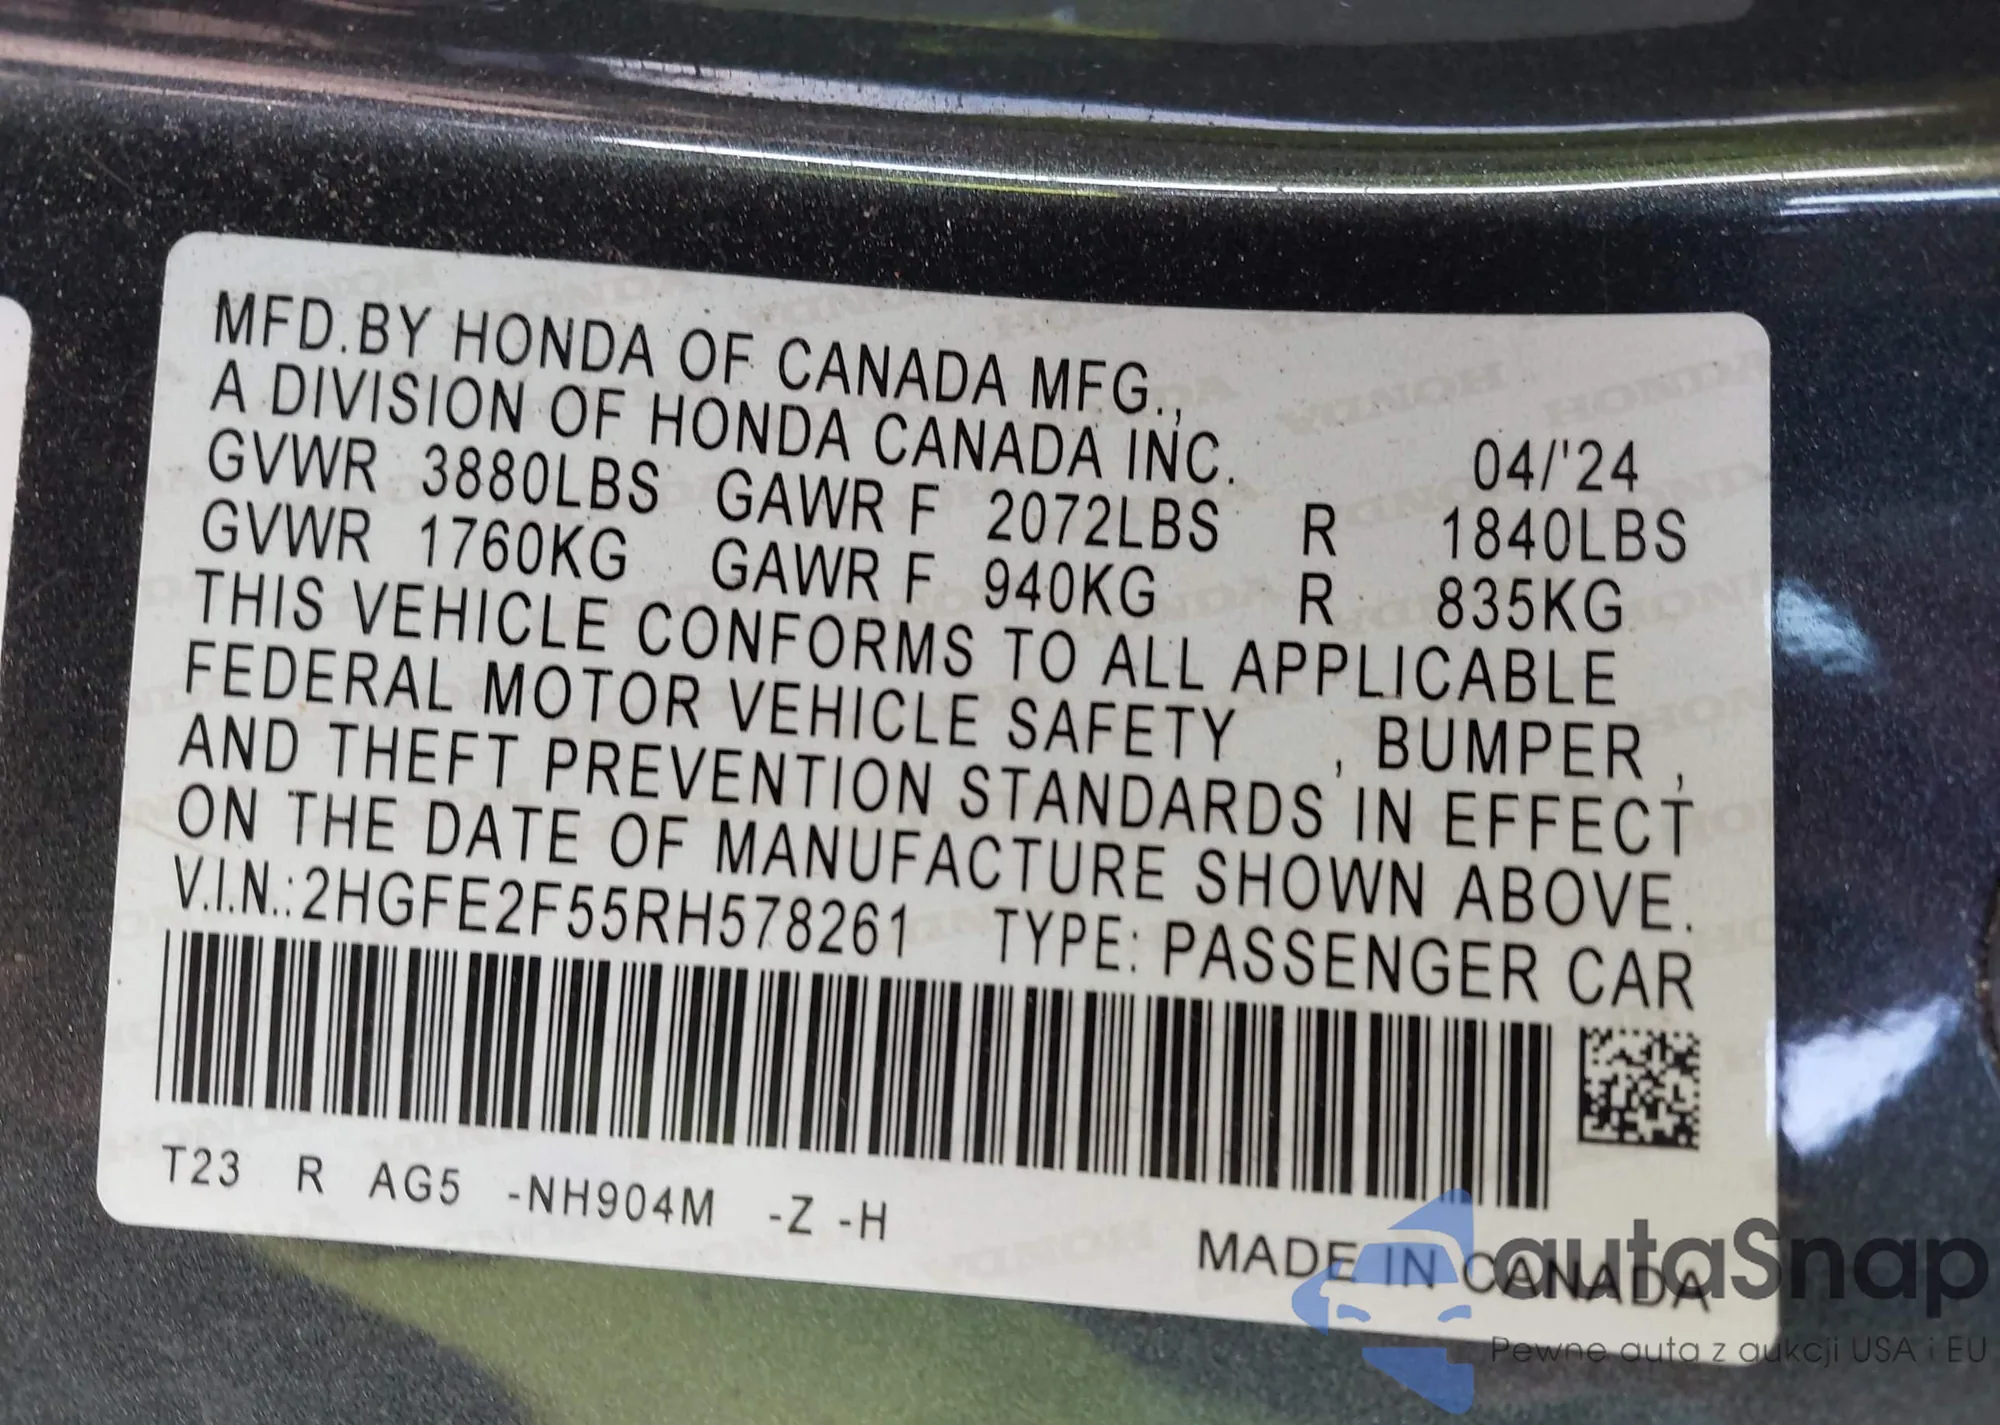 MFD.BY HONDA OF CANADA MFG.,
A DIVISION OF HONDA CANADA INC. 04/'24
GVWR 3880LBS GAWR F 2072LBS R 1840LBS
GVWR 1760KG GAWR F 940KG R 835KG
THIS VEHICLE CONFORMS TO ALL APPLICABLE
FEDERAL MOTOR VEHICLE SAFETY , BUMPER ,
AND THEFT PREVENTION STANDARDS IN EFFECT
ON THE DATE OF MANUFACTURE SHOWN ABOVE.
V.I.N.:2HGFE2F55RH578261 TYPE: PASSENGER CAR
T23 R AG5 -NH904M -Z -H
MADE IN CANADA
autaSnap
Pewne auta z aukcji USA i EU